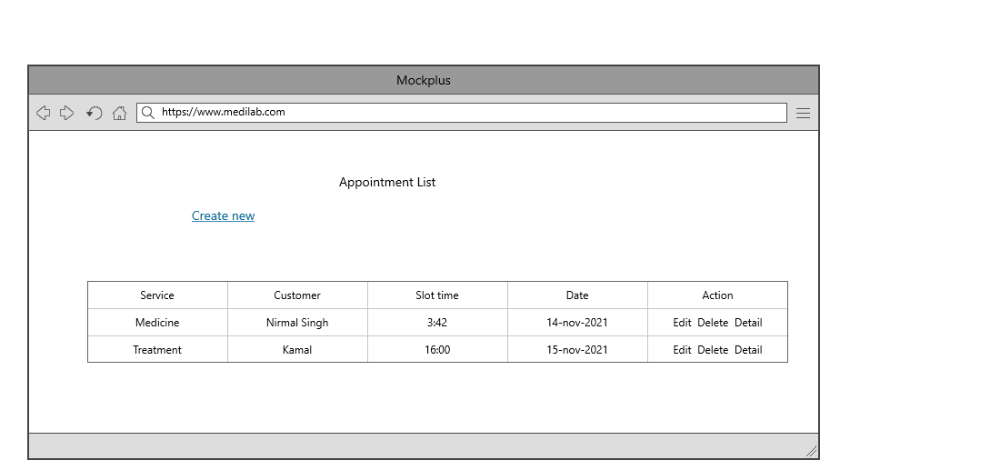 Mockplus
https://www.medilab.com
Appointment List
Create new
Service Customer Slot time Date Action
Medicine Nirmal Singh 3:42 14-nov-2021 Edit Delete Detail
Treatment Kamal 16:00 15-nov-2021 Edit Delete Detail